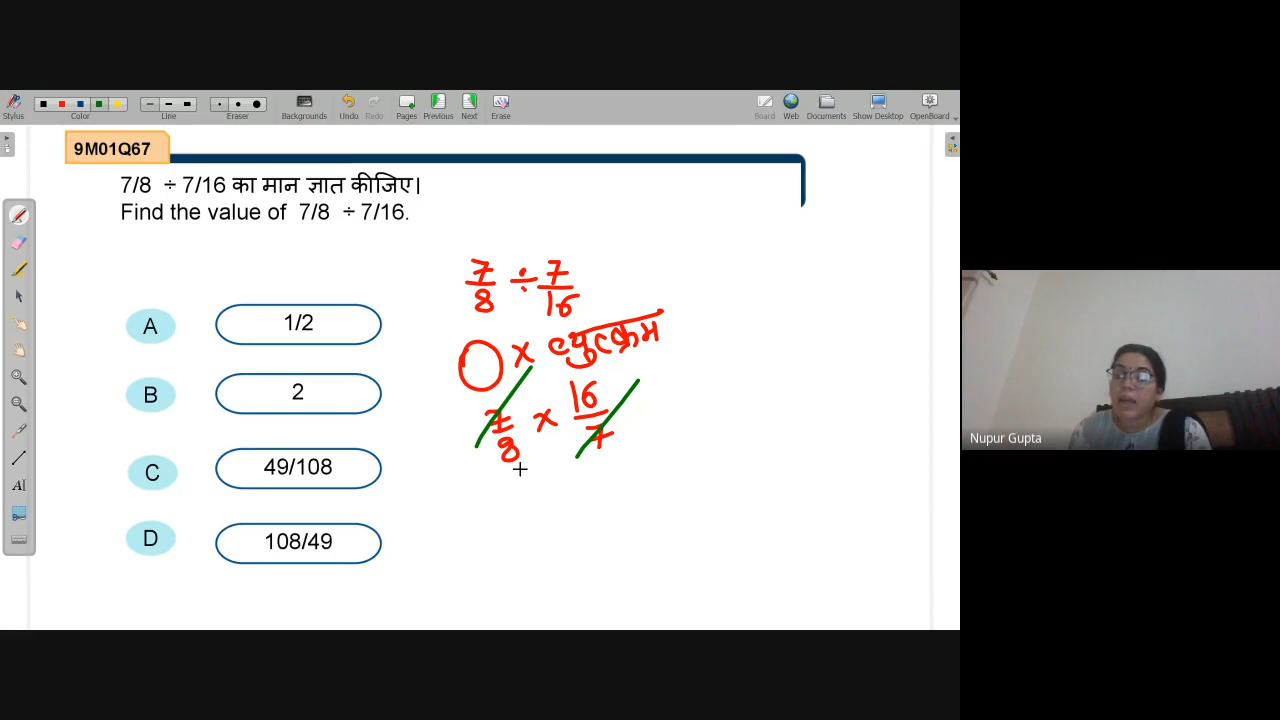 Stylus
Color
Line
Eraser
Backgrounds
Undo
Redo
Pages
Previous
Next
Erase
Board
Web
Documents
Show Desktop
OpenBoard
9M01Q67
7/8 ÷ 7/16 का मान ज्ञात कीजिए।
Find the value of 7/8 ÷ 7/16.
A 1/2
B 2
C 49/108
D 108/49
7/8 ÷ 7/16
× व्युत्क्रम
7/8 × 16/7
Nupur Gupta